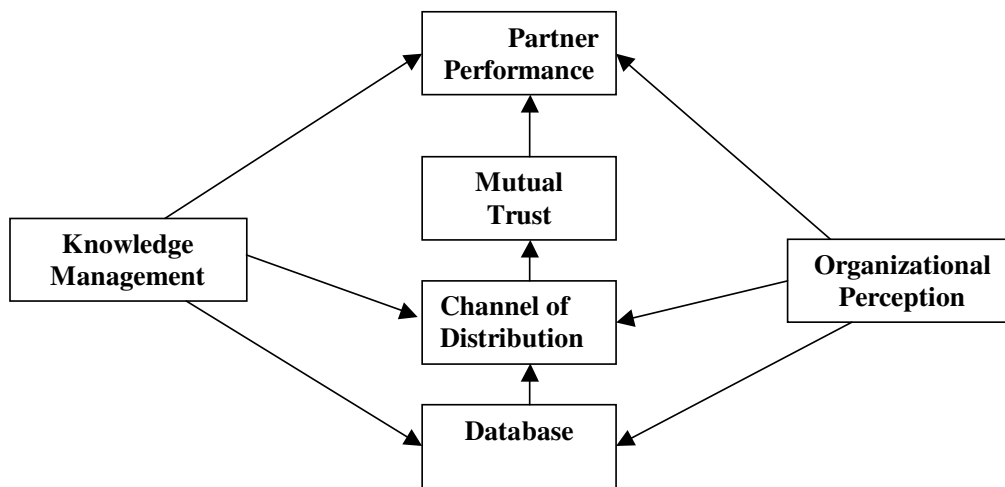 Partner
Performance
Mutual
Trust
Knowledge
Management
Organizational
Perception
Channel of
Distribution
Database